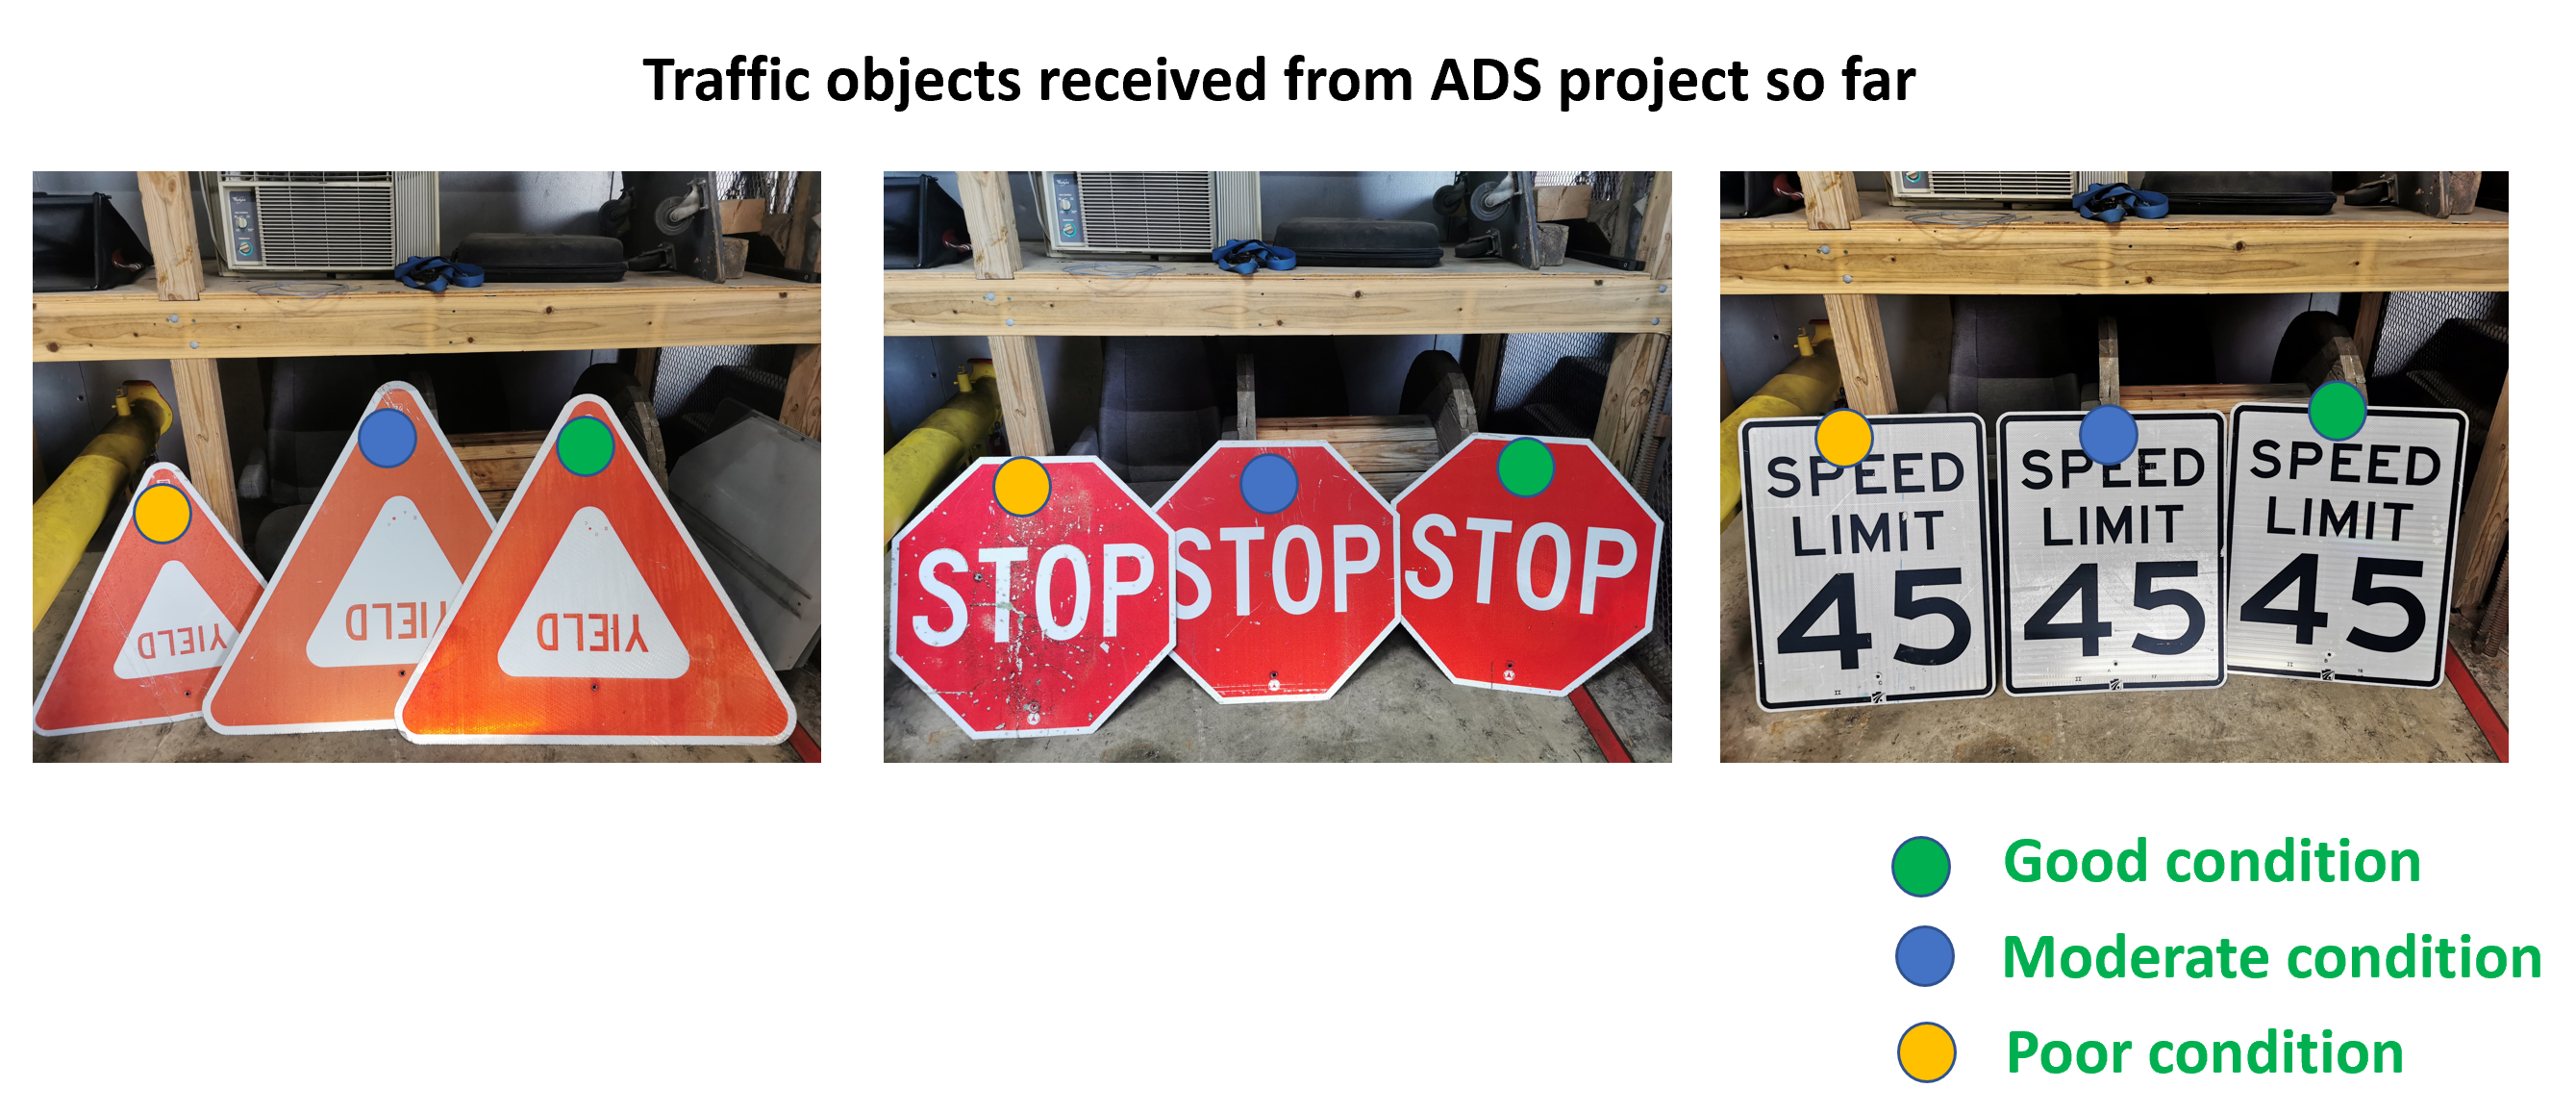 Traffic objects received from ADS project so far
YIELD
YIELD
YIELD
STOP
STOP
STOP
SPEED
LIMIT
45
SPEED
LIMIT
45
SPEED
LIMIT
45
Good condition
Moderate condition
Poor condition